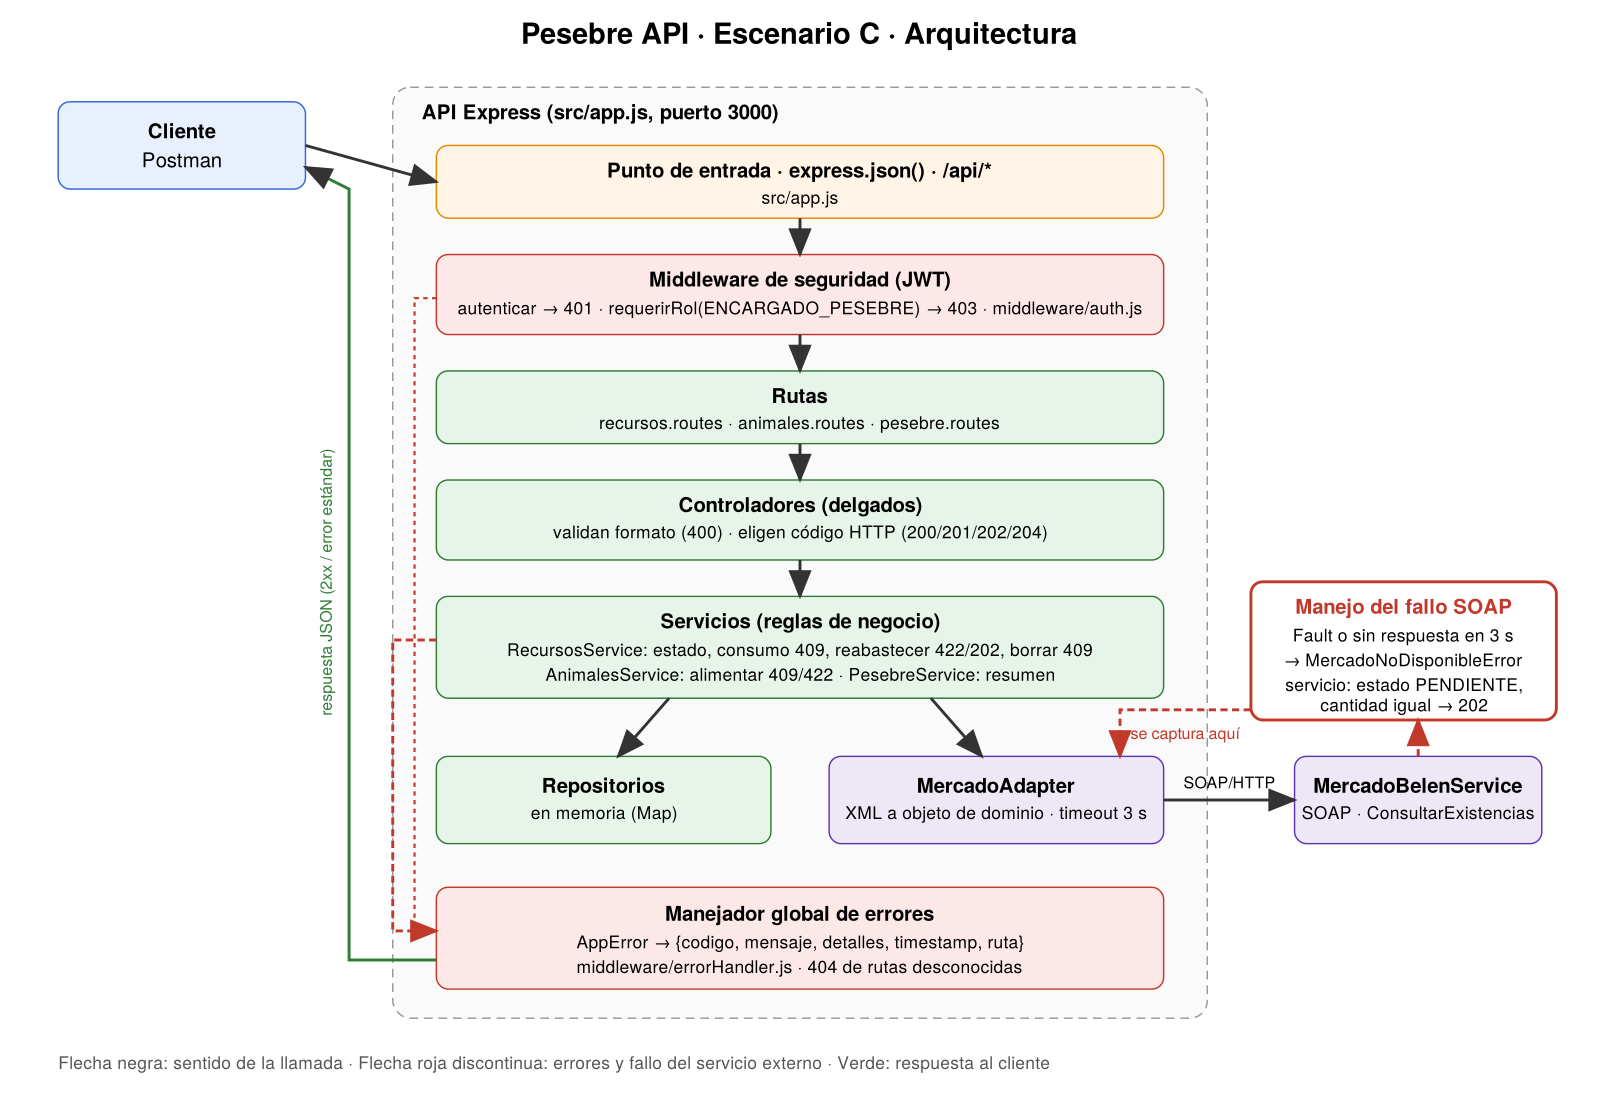 Pesebre API · Escenario C · Arquitectura
Cliente
Postman
API Express (src/app.js, puerto 3000)
Punto de entrada · express.json() · /api/*
src/app.js
Middleware de seguridad (JWT)
autenticar → 401 · requerirRol(ENCARGADO_PESEBRE) → 403 · middleware/auth.js
Rutas
recursos.routes · animales.routes · pesebre.routes
Controladores (delgados)
validan formato (400) · eligen código HTTP (200/201/202/204)
respuesta JSON (2xx / error estándar)
Servicios (reglas de negocio)
RecursosService: estado, consumo 409, reabastecer 422/202, borrar 409
AnimalesService: alimentar 409/422 · PesebreService: resumen
Manejo del fallo SOAP
Fault o sin respuesta en 3 s
→ MercadoNoDisponibleError
servicio: estado PENDIENTE,
cantidad igual → 202
se captura aquí
Repositorios
en memoria (Map)
MercadoAdapter
XML a objeto de dominio · timeout 3 s
SOAP/HTTP
MercadoBelenService
SOAP · ConsultarExistencias
Manejador global de errores
AppError → {codigo, mensaje, detalles, timestamp, ruta}
middleware/errorHandler.js · 404 de rutas desconocidas
Flecha negra: sentido de la llamada · Flecha roja discontinua: errores y fallo del servicio externo · Verde: respuesta al cliente